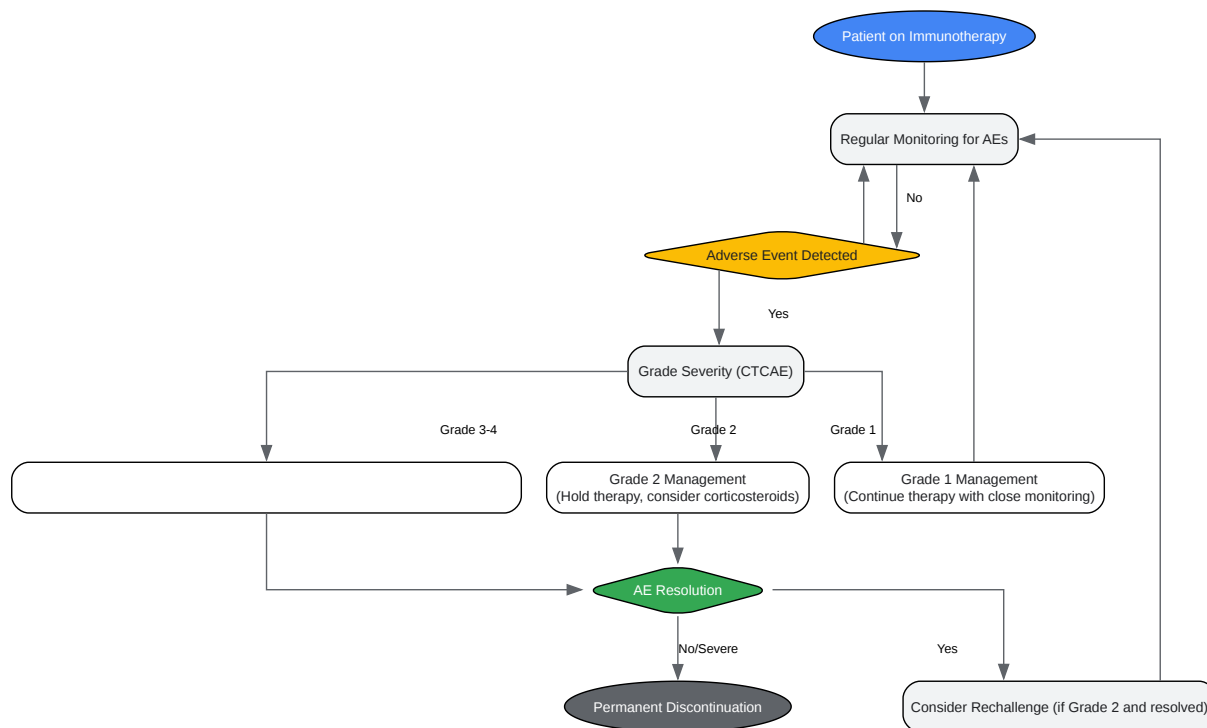 Patient on Immunotherapy
Regular Monitoring for AEs
No
Adverse Event Detected
Yes
Grade Severity (CTCAE)
Grade 3-4
Grade 2
Grade 1
Grade 2 Management
(Hold therapy, consider corticosteroids)
Grade 1 Management
(Continue therapy with close monitoring)
AE Resolution
No/Severe
Yes
Permanent Discontinuation
Consider Rechallenge (if Grade 2 and resolved)